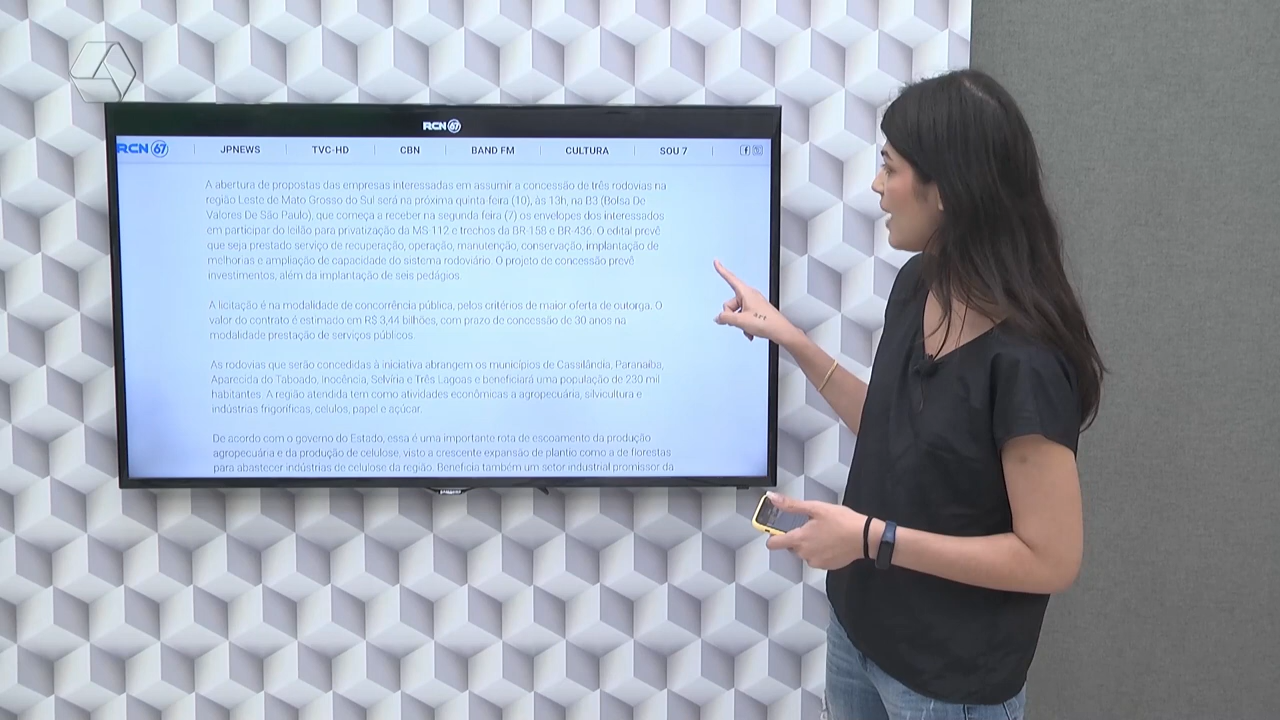 RCN 67
RCN 67
JPNEWS
TVC-HD
CBN
BAND FM
CULTURA
SOU 7
A abertura de propostas das empresas interessadas em assumir a concessão de três rodovias na
região Leste de Mato Grosso do Sul será na próxima quinta-feira (10), às 13h, na B3 (Bolsa De
Valores De São Paulo), que começa a receber na segunda feira (7) os envelopes dos interessados
em participar do leilão para privatização da MS-112 e trechos da BR-158 e BR-436. O edital prevê
que seja prestado serviço de recuperação, operação, manutenção, conservação, implantação de
melhorias e ampliação de capacidade do sistema rodoviário. O projeto de concessão prevê
investimentos, além da implantação de seis pedágios.
A licitação é na modalidade de concorrência pública, pelos critérios de maior oferta de outorga. O
valor do contrato é estimado em R$ 3,44 bilhões, com prazo de concessão de 30 anos na
modalidade prestação de serviços públicos.
As rodovias que serão concedidas à iniciativa abrangem os municípios de Cassilândia, Paranaíba,
Aparecida do Taboado, Inocência, Selvíria e Três Lagoas e beneficiará uma população de 230 mil
habitantes. A região atendida tem como atividades econômicas a agropecuária, silvicultura e
indústrias frigoríficas, celulos, papel e açúcar.
De acordo com o governo do Estado, essa é uma importante rota de escoamento da produção
agropecuária e da produção de celulose, visto a crescente expansão de plantio como a de florestas
para abastecer indústrias de celulose da região. Beneficia também um setor industrial promissor da